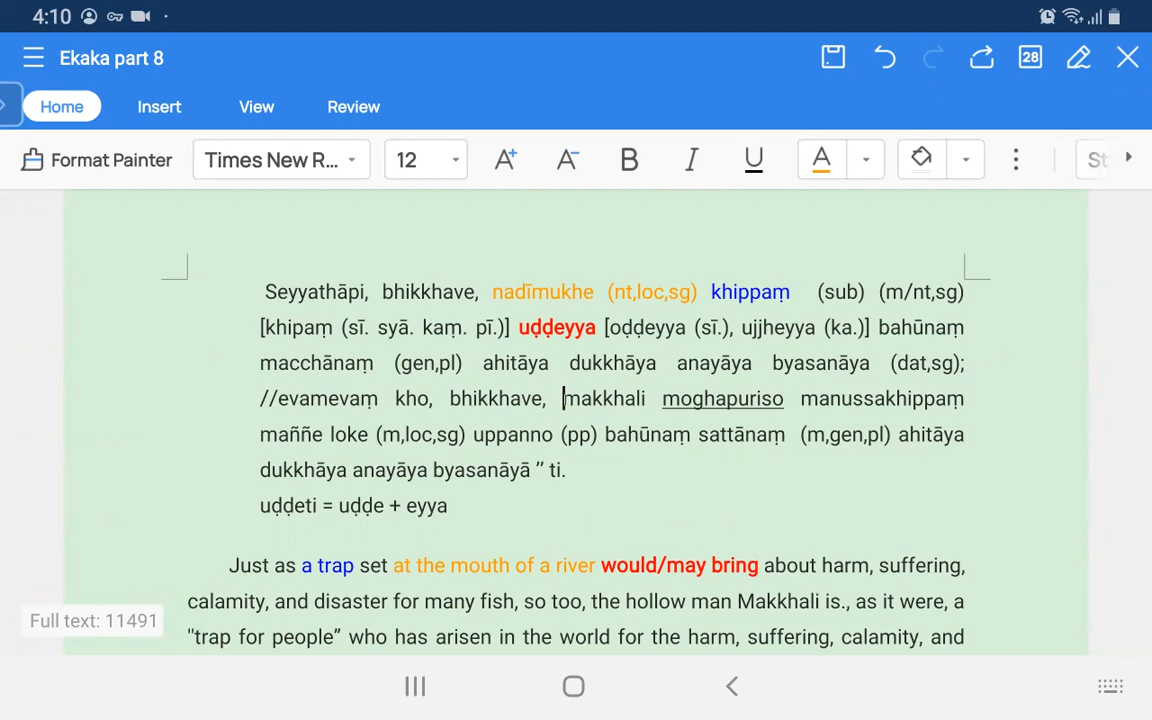 4:10
Ekaka part 8
28
Home Insert View Review
Format Painter Times New R... 12 A+ A- B I U A St
Seyyathāpi, bhikkhave, nadīmukhe (nt,loc,sg) khippaṃ (sub) (m/nt,sg)
[khipaṃ (sī. syā. kaṃ. pī.)] uḍḍeyya [oḍḍeyya (sī.), ujjheyya (ka.)] bahūnaṃ
macchānaṃ (gen,pl) ahitāya dukkhāya anayāya byasanāya (dat,sg);
//evamevaṃ kho, bhikkhave, makkhali moghapuriso manussakhippaṃ
maññe loke (m,loc,sg) uppanno (pp) bahūnaṃ sattānaṃ (m,gen,pl) ahitāya
dukkhāya anayāya byasanāyā ” ti.
uḍḍeti = uḍḍe + eyya
Just as a trap set at the mouth of a river would/may bring about harm, suffering,
calamity, and disaster for many fish, so too, the hollow man Makkhali is., as it were, a
"trap for people” who has arisen in the world for the harm, suffering, calamity, and
Full text: 11491